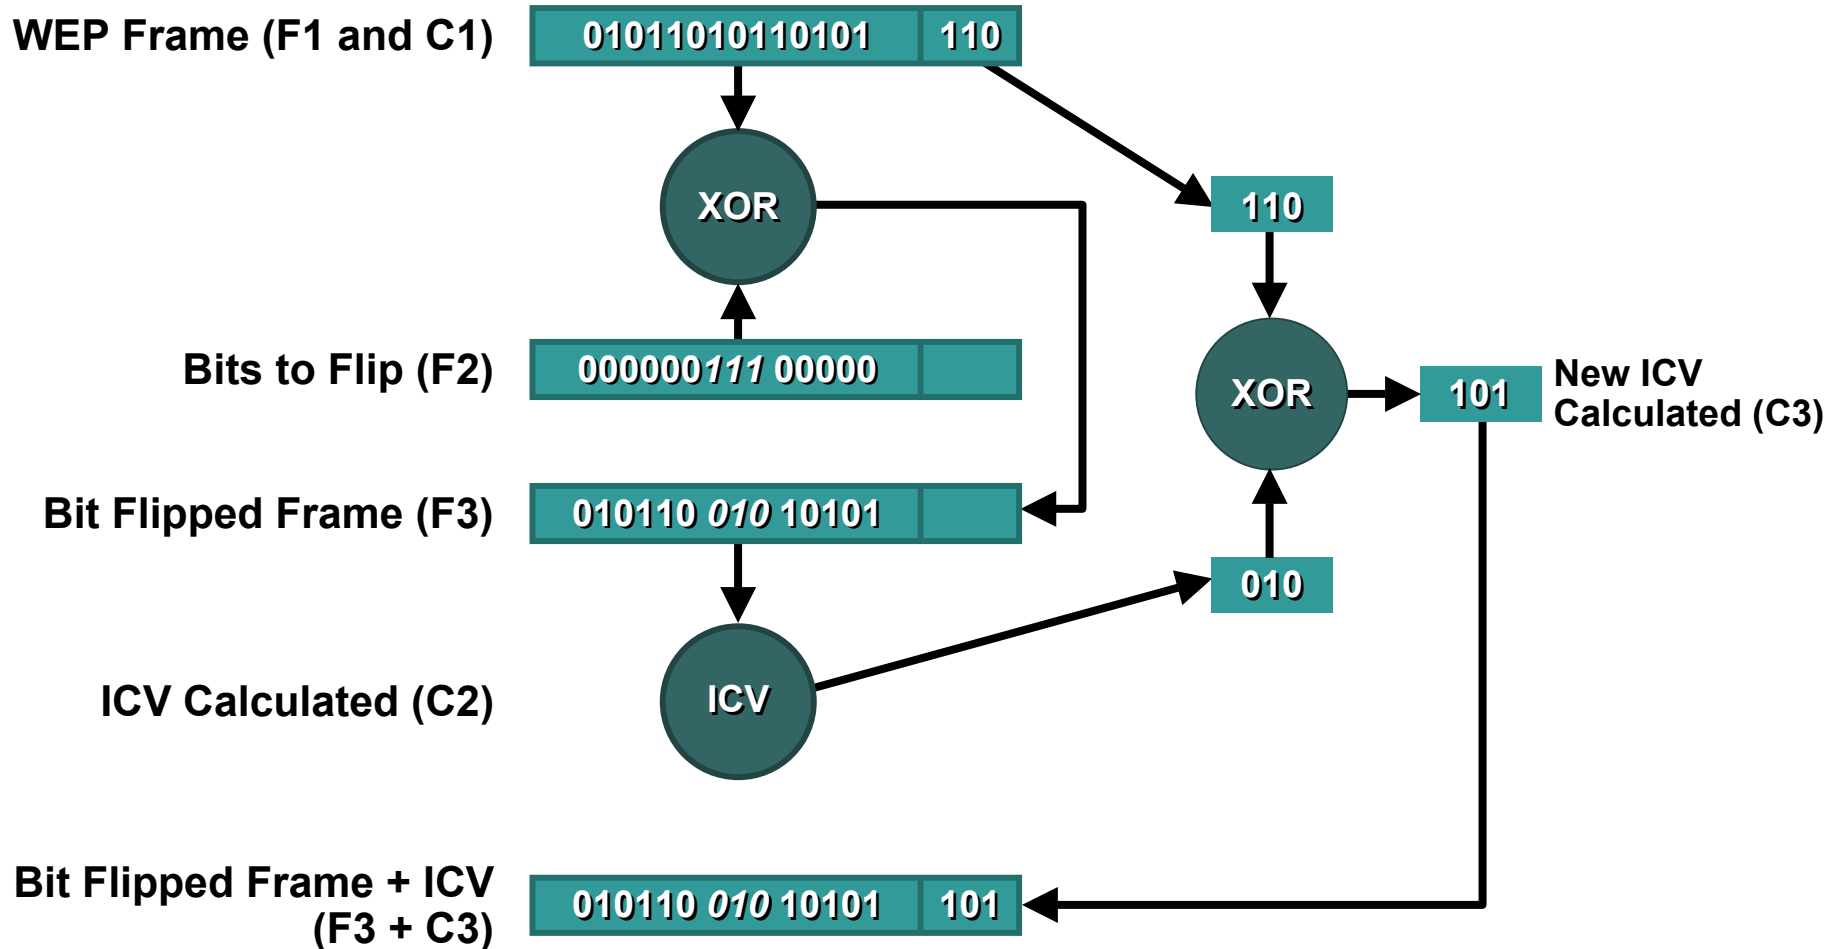 WEP Frame (F1 and C1)
01011010110101 110
XOR
110
Bits to Flip (F2)
000000111 00000
XOR
101
New ICV
Calculated (C3)
Bit Flipped Frame (F3)
010110 010 10101
010
ICV Calculated (C2)
ICV
Bit Flipped Frame + ICV
(F3 + C3)
010110 010 10101 101